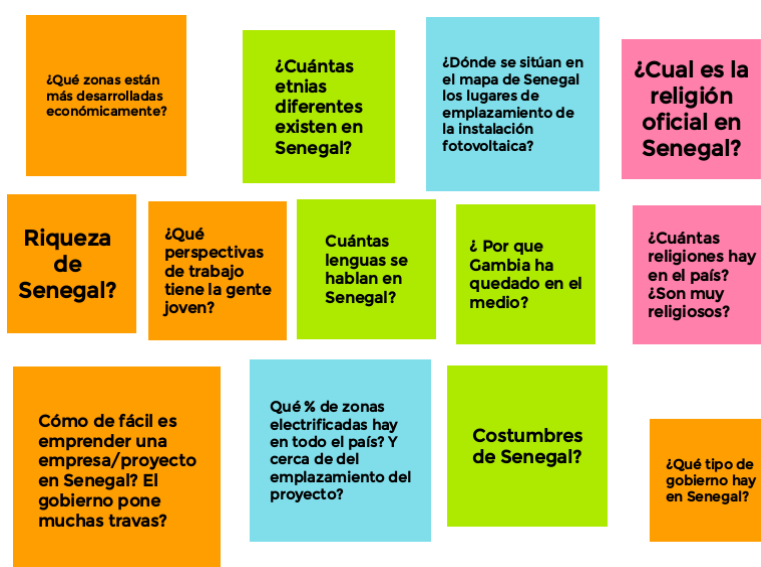 ¿Qué zonas están
más desarrolladas
económicamente?
¿Cuántas
etnias
diferentes
existen en
Senegal?
¿Dónde se sitúan en
el mapa de Senegal
los lugares de
emplazamiento de
la instalación
fotovoltaica?
¿Cual es la
religión
oficial en
Senegal?
Riqueza
de
Senegal?
¿Qué
perspectivas
de trabajo
tiene la gente
joven?
Cuántas
lenguas se
hablan en
Senegal?
¿ Por que
Gambia ha
quedado en el
medio?
¿Cuántas
religiones hay
en el país?
¿Son muy
religiosos?
Cómo de fácil es
emprender una
empresa/proyecto
en Senegal? El
gobierno pone
muchas travas?
Qué % de zonas
electrificadas hay
en todo el país? Y
cerca de del
emplazamiento del
proyecto?
Costumbres
de Senegal?
¿Qué tipo de
gobierno hay
en Senegal?